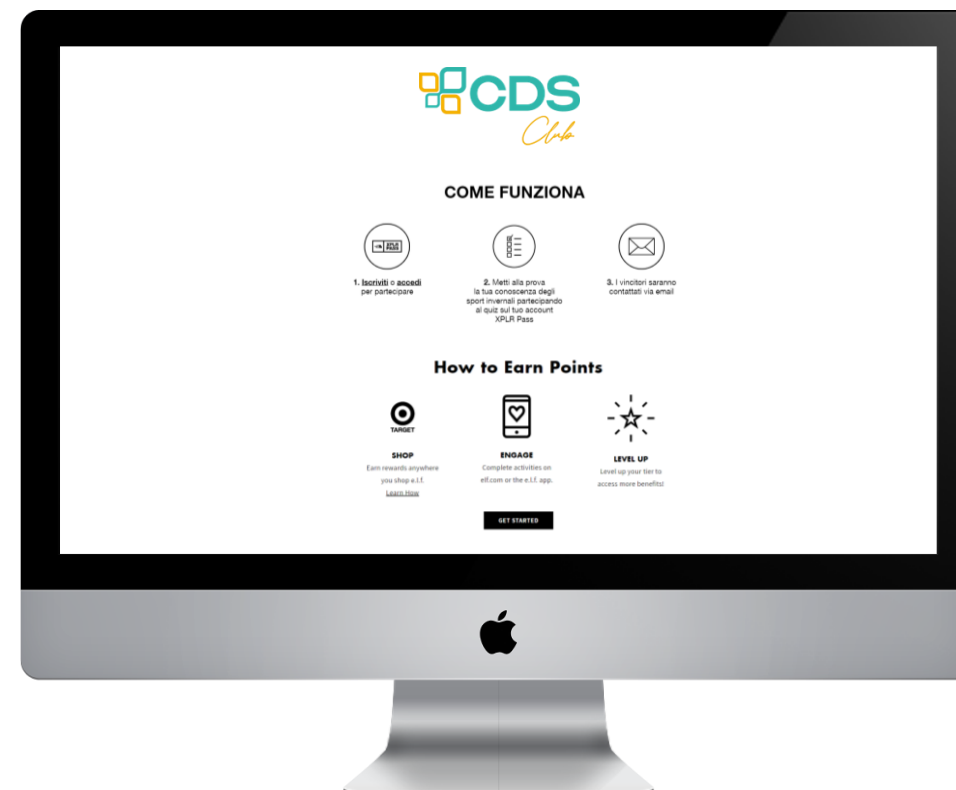 CDS
Club
COME FUNZIONA
XPLR
PASS
1. Iscriviti o accedi
per partecipare
2. Metti alla prova
la tua conoscenza degli
sport invernali partecipando
al quiz sul tuo account
XPLR Pass
3. I vincitori saranno
contattati via email
How to Earn Points
TARGET
SHOP
Earn rewards anywhere
you shop e.l.f.
Learn How
ENGAGE
Complete activities on
elf.com or the e.l.f. app.
LEVEL UP
Level up your tier to
access more benefits!
GET STARTED